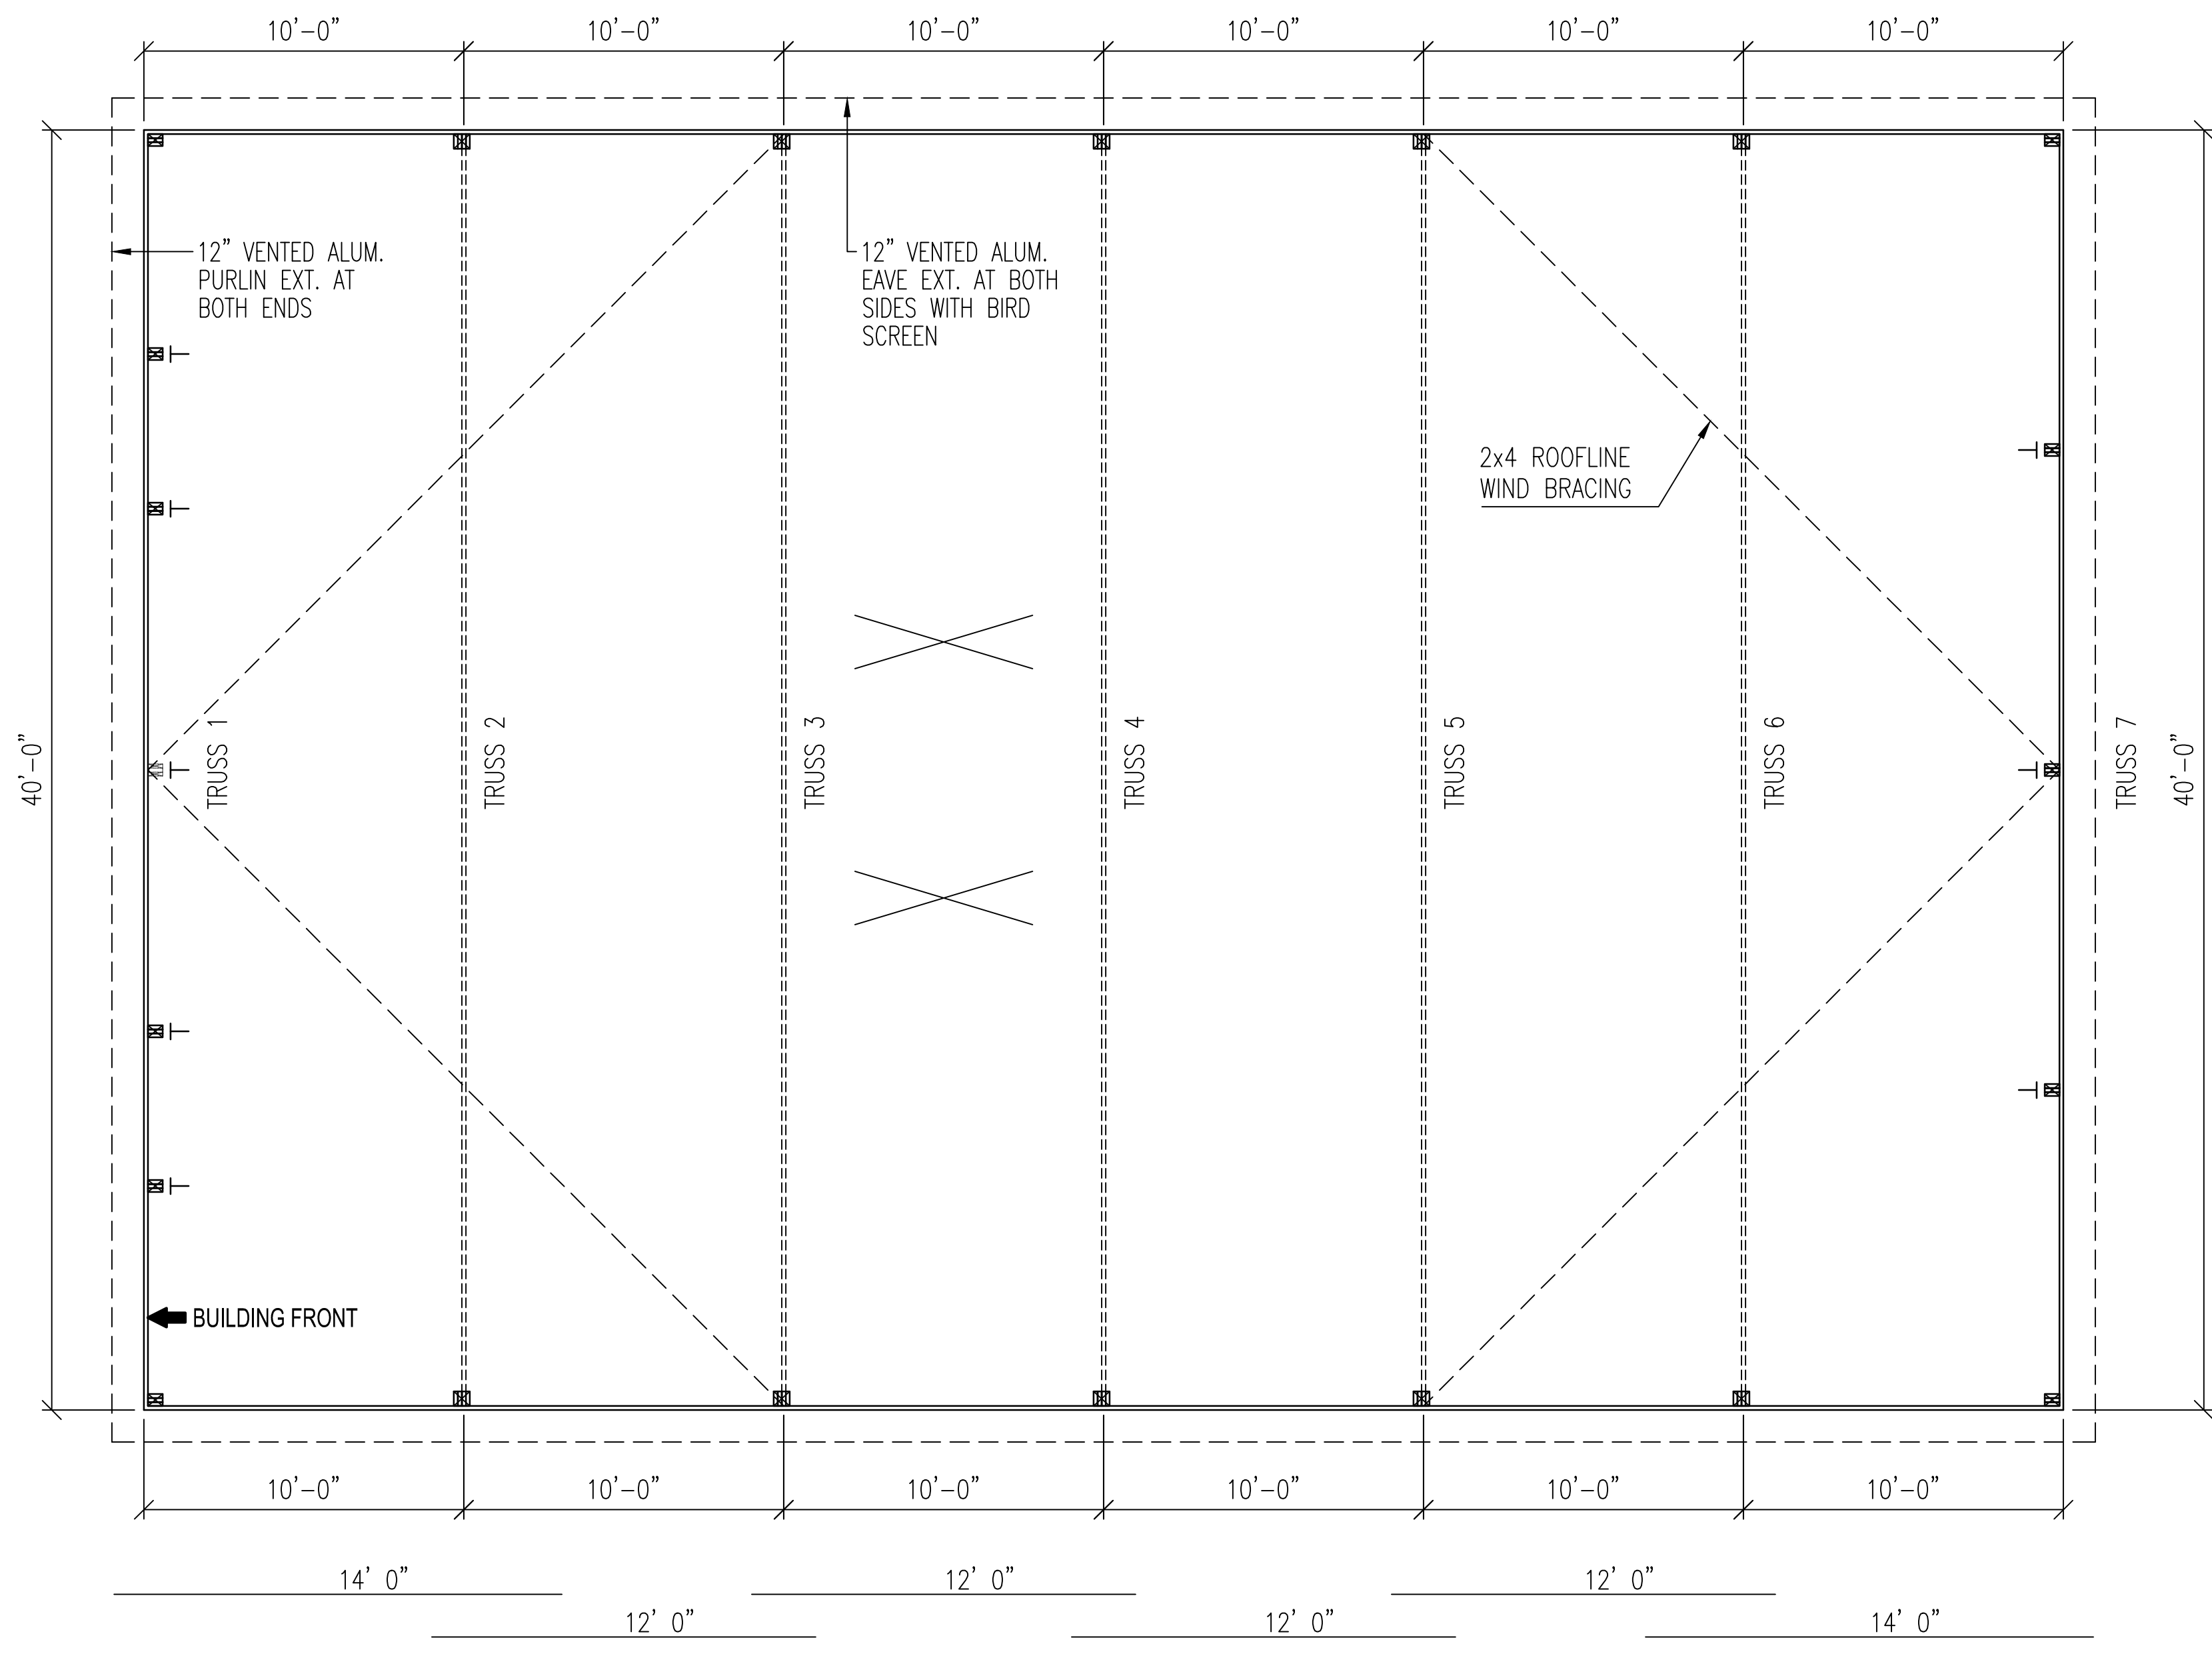 10'-0"
10'-0"
10'-0"
10'-0"
10'-0"
10'-0"
12" VENTED ALUM.
PURLIN EXT. AT
BOTH ENDS
12" VENTED ALUM.
EAVE EXT. AT BOTH
SIDES WITH BIRD
SCREEN
2x4 ROOFLINE
WIND BRACING
40'-0"
TRUSS 1
TRUSS 2
TRUSS 3
TRUSS 4
TRUSS 5
TRUSS 6
TRUSS 7
40'-0"
BUILDING FRONT
10'-0"
10'-0"
10'-0"
10'-0"
10'-0"
10'-0"
14' 0"
12' 0"
12' 0"
12' 0"
12' 0"
14' 0"